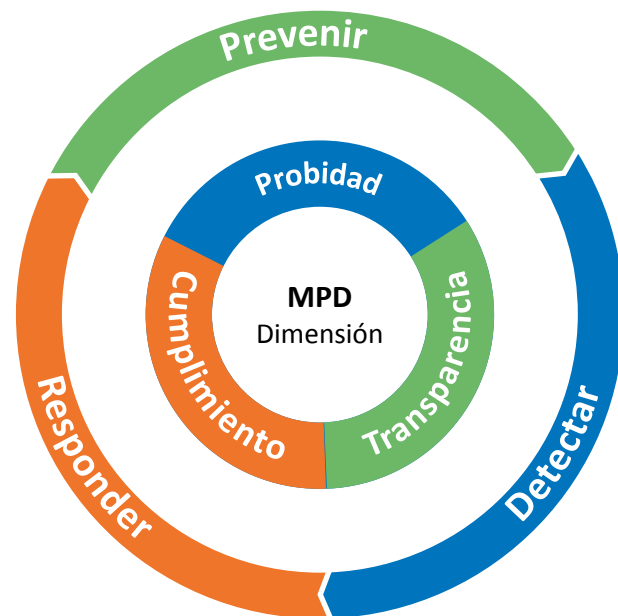 Prevenir
Probidad
MPD
Dimensión
Cumplimiento
Transparencia
Responder
Detectar